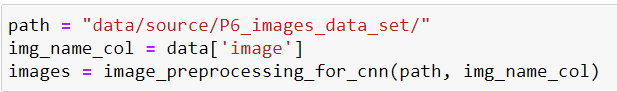 path = "data/source/P6_images_data_set/"
img_name_col = data['image']
images = image_preprocessing_for_cnn(path, img_name_col)